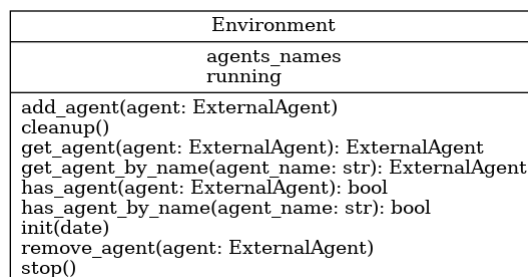 Environment
agents_names
running
add_agent(agent: ExternalAgent)
cleanup()
get_agent(agent: ExternalAgent): ExternalAgent
get_agent_by_name(agent_name: str): ExternalAgent
has_agent(agent: ExternalAgent): bool
has_agent_by_name(agent_name: str): bool
init(date)
remove_agent(agent: ExternalAgent)
stop()